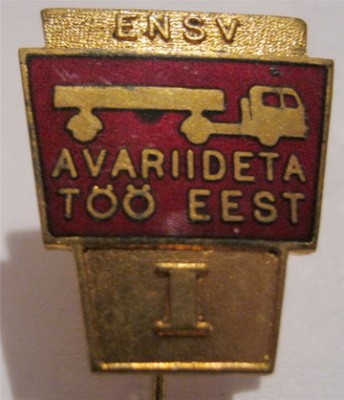 ENSV
AVARIIDETA
TÖÖ EEST
I